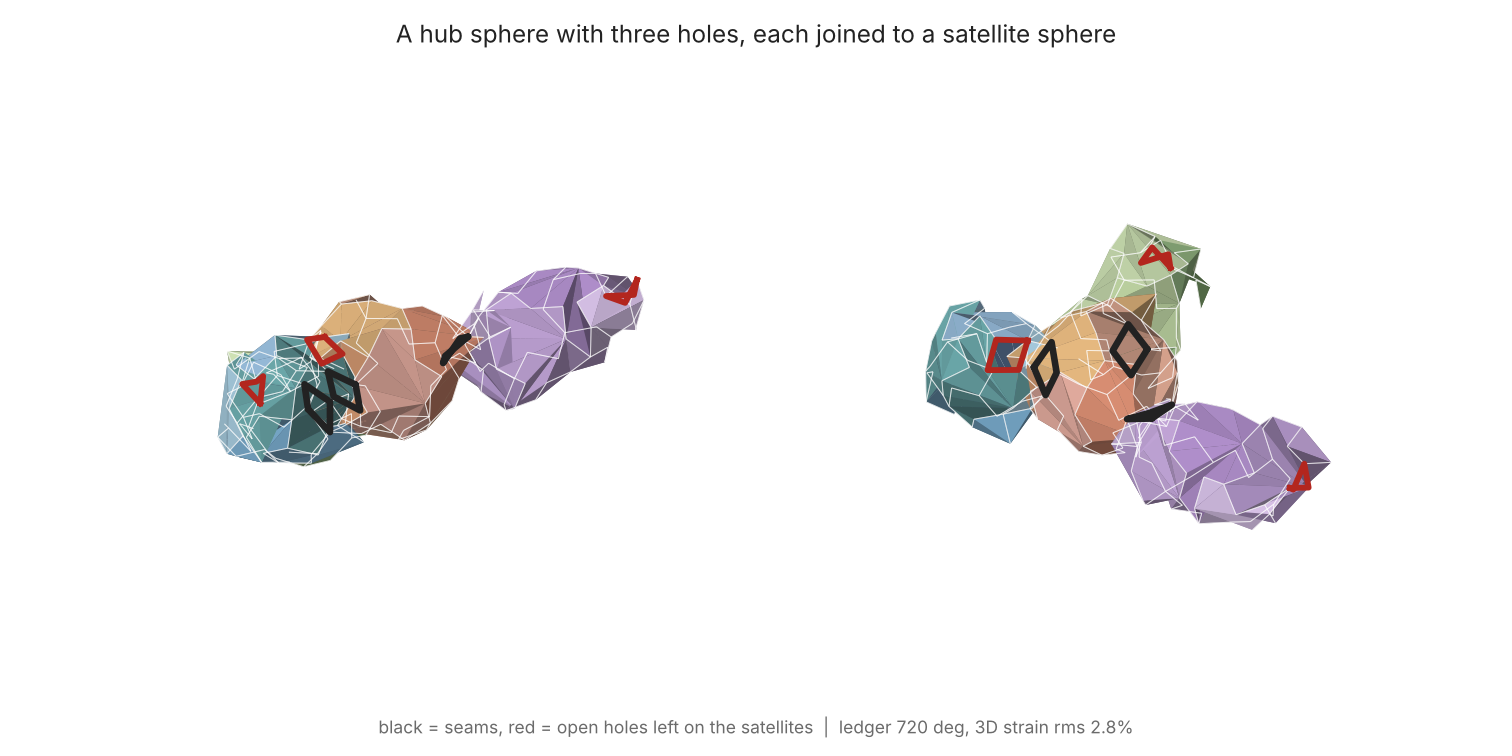 A hub sphere with three holes, each joined to a satellite sphere
black = seams, red = open holes left on the satellites | ledger 720 deg, 3D strain rms 2.8%